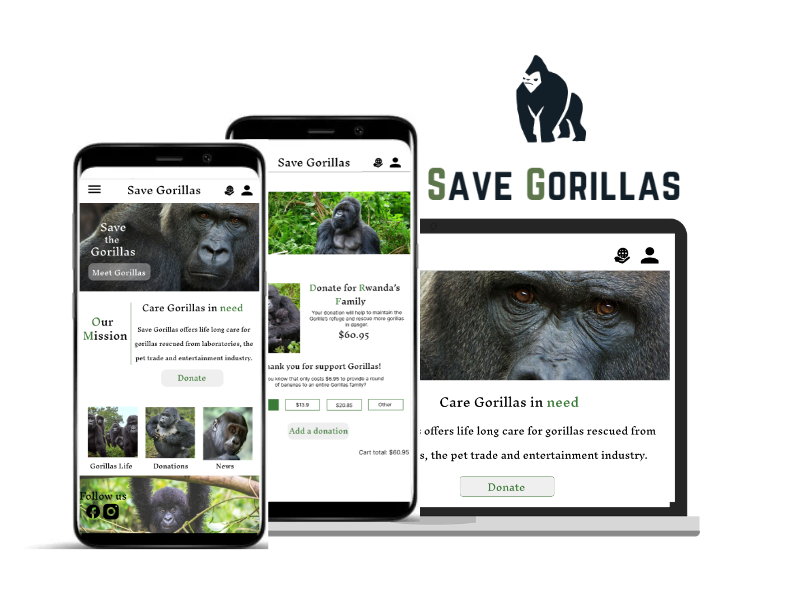 SAVE GORILLAS
Save Gorillas
Save
the
Gorillas
Meet Gorillas
Our
Mission
Care Gorillas in need
Save Gorillas offers life long care for
gorillas rescued from laboratories, the
pet trade and entertainment industry.
Donate
Gorillas Life
Donations
News
Follow us
Save Gorillas
Donate for Rwanda's
Family
Your donation will help to maintain the
Gorilla's refuge and rescue more gorillas
in danger.
$60.95
ank you for support Gorillas!
ou know that only costs $6.95 to provide a round
of bananas to an entire Gorillas family?
$13.9
$20.85
Other
Add a donation
Cart total: $60.95
Care Gorillas in need
offers life long care for gorillas rescued from
s, the pet trade and entertainment industry.
Donate